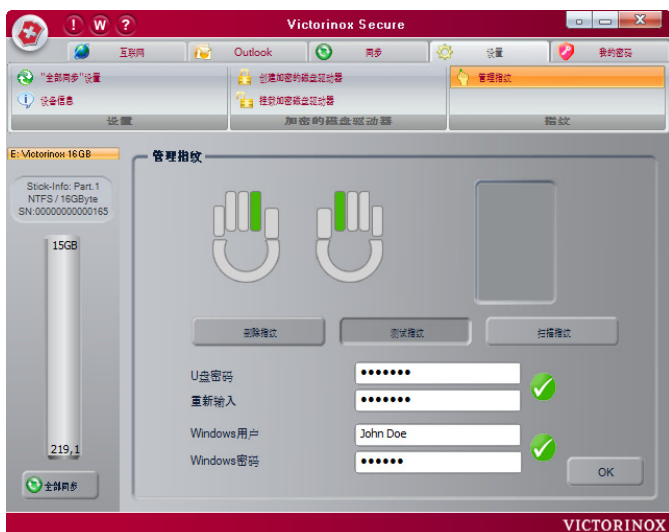 ! W ?
Victorinox Secure
互联网
Outlook
同步
设置
我的密码
"全部同步"设置
设备信息
设置
创建加密的磁盘驱动器
挂载加密磁盘驱动器
加密的磁盘驱动器
管理指纹
指纹
E: Victorinox 16GB
Stick-Info: Part.1
NTFS / 16GByte
SN:00000000000165
15GB
219,1
全部同步
管理指纹
删除指纹
测试指纹
扫描指纹
U盘密码
•••••••
重新输入
•••••••
Windows用户
John Doe
Windows密码
••••••
OK
VICTORINOX